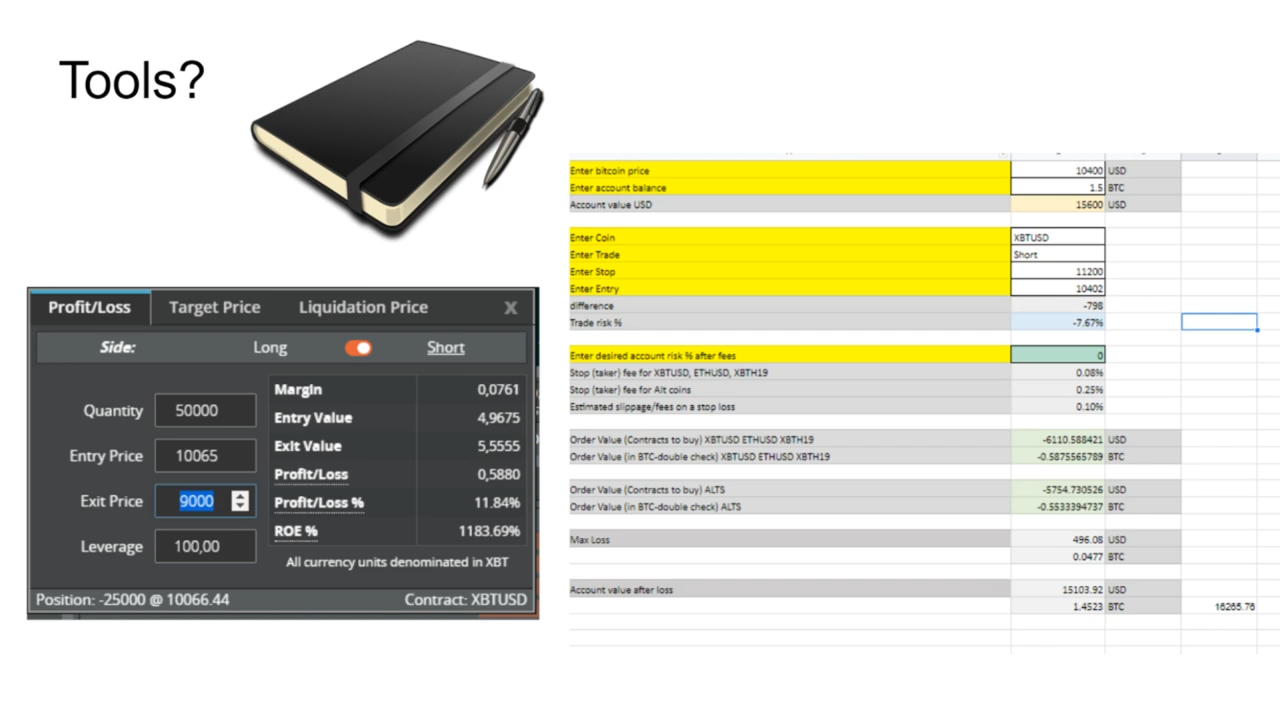 Tools?
Profit/Loss Target Price Liquidation Price X
Side: Long Short
Quantity 50000
Entry Price 10065
Exit Price 9000
Leverage 100,00
Margin 0,0761
Entry Value 4,9675
Exit Value 5,5555
Profit/Loss 0,5880
Profit/Loss % 11.84%
ROE % 1183.69%
All currency units denominated in XBT
Position: -25000 @ 10066.44 Contract: XBTUSD
Enter bitcoin price 10400 USD
Enter account balance 1.5 BTC
Account value USD 15600 USD
Enter Coin XBTUSD
Enter Trade Short
Enter Stop 11200
Enter Entry 10402
difference -798
Trade risk % -7.67%
Enter desired account risk % after fees 0
Stop (taker) fee for XBTUSD, ETHUSD, XBTH19 0.08%
Stop (taker) fee for Alt coins 0.25%
Estimated slippage/fees on a stop loss 0.10%
Order Value (Contracts to buy) XBTUSD ETHUSD XBTH19 -6110.588421 USD
Order Value (in BTC-double check) XBTUSD ETHUSD XBTH19 -0.5875565789 BTC
Order Value (Contracts to buy) ALTS -5754.730526 USD
Order Value (in BTC-double check) ALTS -0.5533394737 BTC
Max Loss 496.08 USD
0.0477 BTC
Account value after loss 15103.92 USD
1.4523 BTC 16265.76